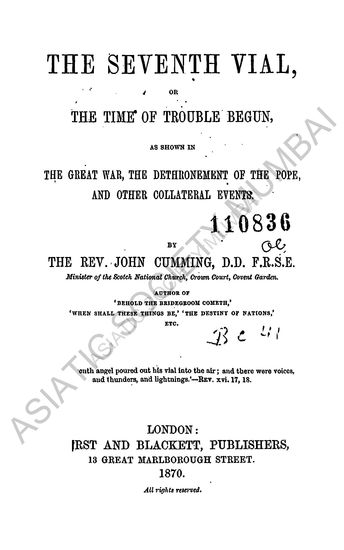 THE SEVENTH VIAL,
OR
THE TIME OF TROUBLE BEGUN,
AS SHOWN IN
THE GREAT WAR, THE DETHRONEMENT OF THE POPE,
AND OTHER COLLATERAL EVENTS.
110836
BY
THE REV. JOHN CUMMING, D.D. F.R.S.E.
Minister of the Scotch National Church, Crown Court, Covent Garden.
AUTHOR OF
'BEHOLD THE BRIDEGROOM COMETH,'
'WHEN SHALL THESE THINGS BE,' 'THE DESTINY OF NATIONS,'
ETC.
enth angel poured out his vial into the air; and there were voices,
and thunders, and lightnings.'—REV. xvi. 17, 18.
LONDON:
RST AND BLACKETT, PUBLISHERS,
13 GREAT MARLBOROUGH STREET.
1870.
All rights reserved.
ASIATIC SOCIETY MUMBAI